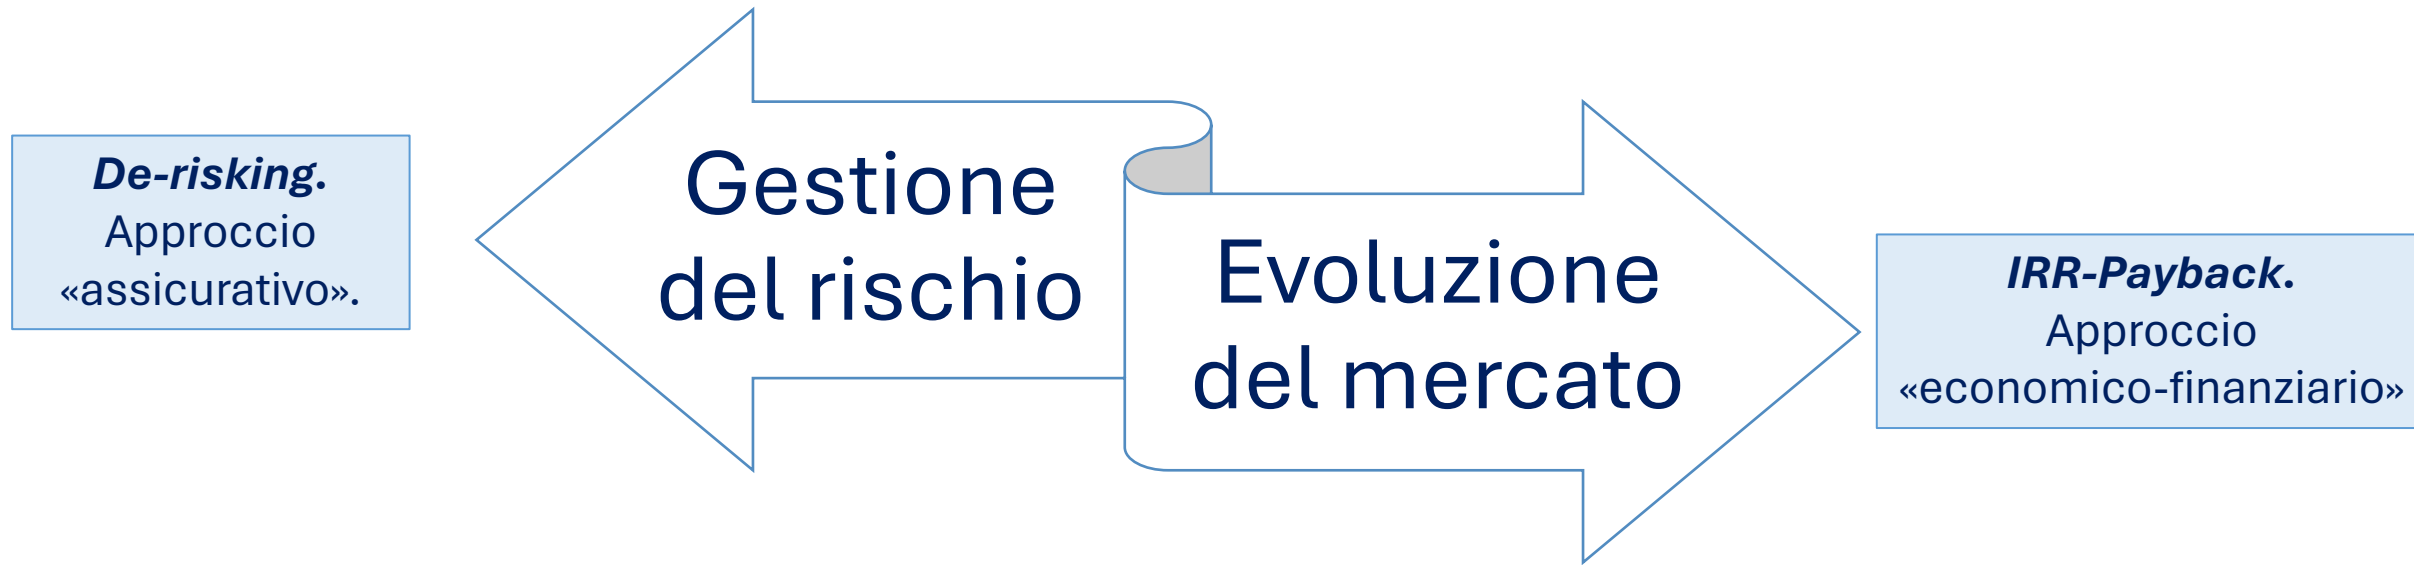 De-risking.
Approccio
«assicurativo».
Gestione
del rischio
Evoluzione
del mercato
IRR-Payback.
Approccio
«economico-finanziario»